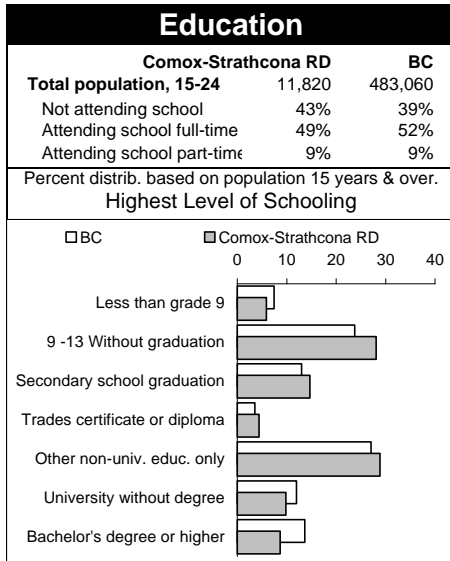 Education
Comox-Strathcona RD BC
Total population, 15-24 11,820 483,060
Not attending school 43% 39%
Attending school full-time 49% 52%
Attending school part-time 9% 9%
Percent distrib. based on population 15 years & over.
Highest Level of Schooling
BC Comox-Strathcona RD
0 10 20 30 40
Less than grade 9
9 -13 Without graduation
Secondary school graduation
Trades certificate or diploma
Other non-univ. educ. only
University without degree
Bachelor's degree or higher